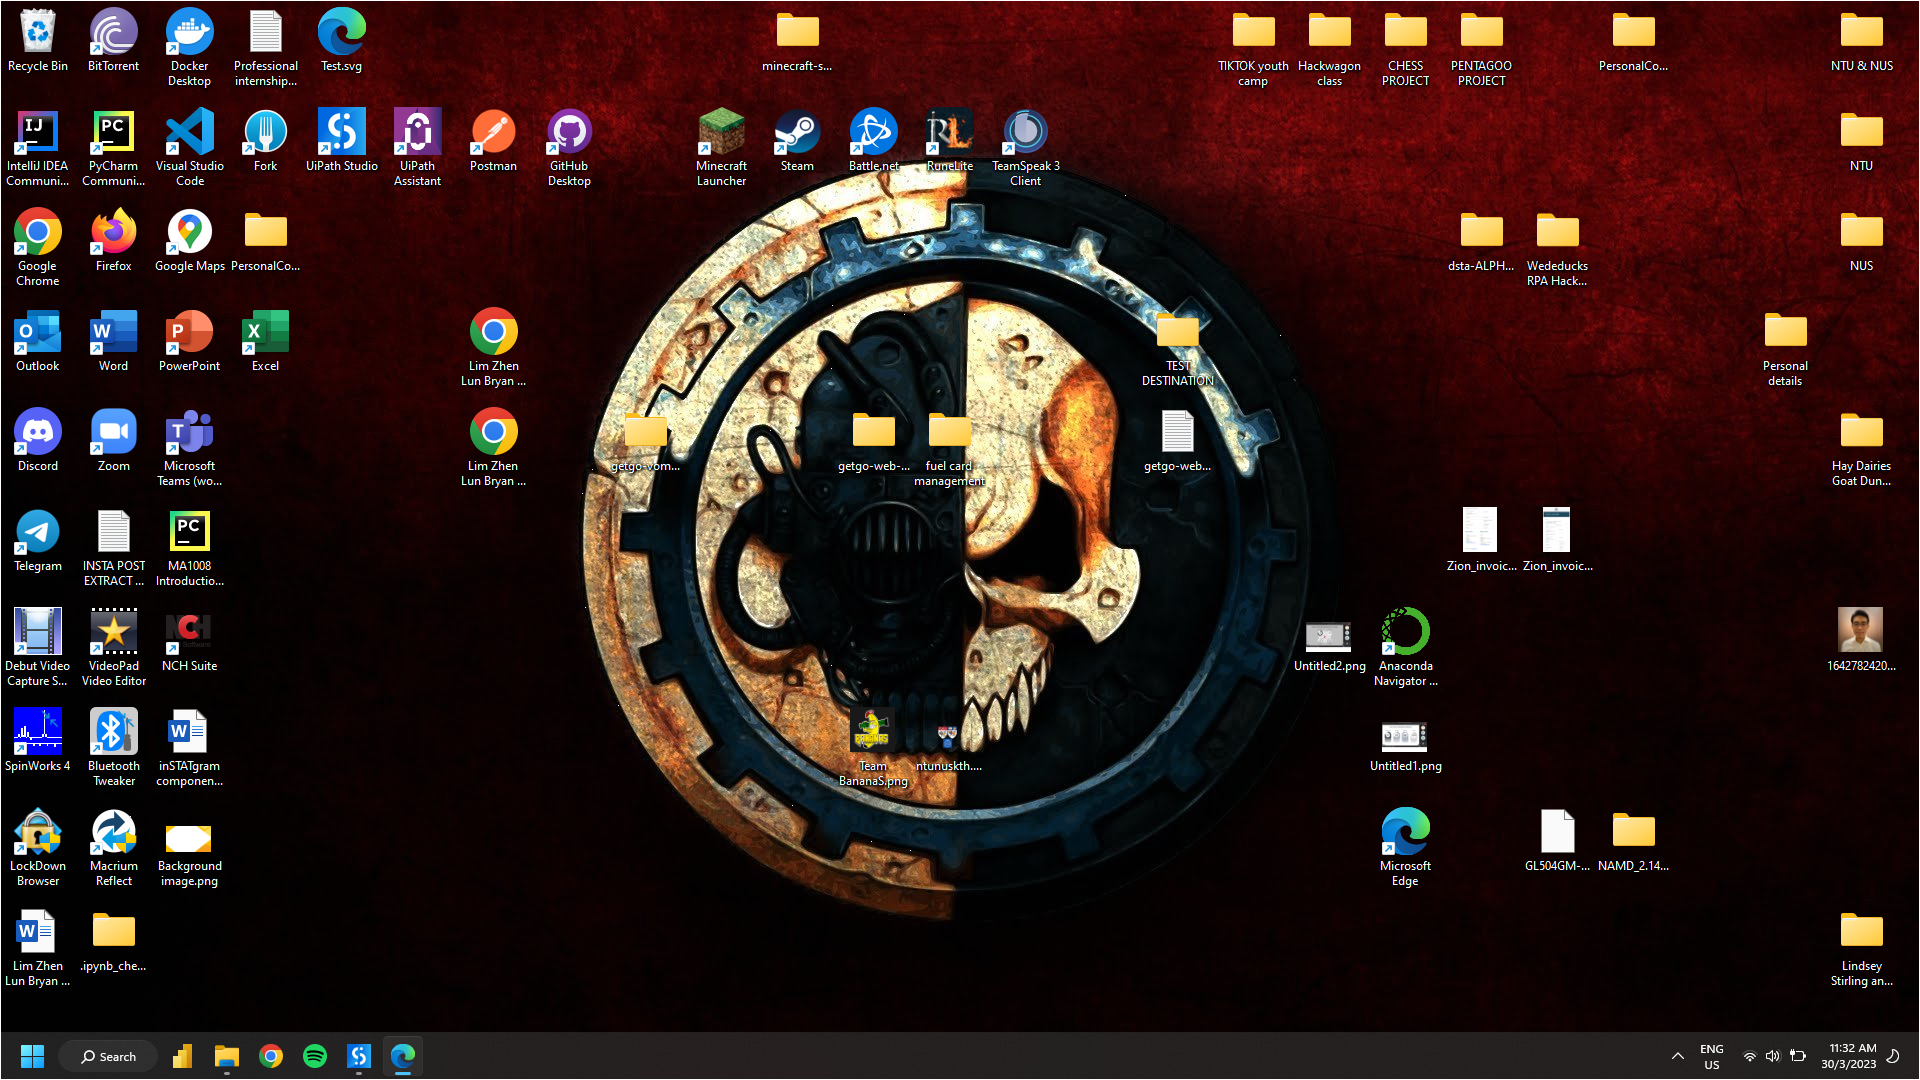 Recycle Bin
BitTorrent
Docker
Desktop
Professional
internship...
Test.svg
minecraft-s...
TIKTOK youth
camp
Hackwagon
class
CHESS
PROJECT
PENTAGOO
PROJECT
PersonalCo...
NTU & NUS
IntelliJ IDEA
Communi...
PyCharm
Communi...
Visual Studio
Code
Fork
UiPath Studio
UiPath
Assistant
Postman
GitHub
Desktop
Minecraft
Launcher
Steam
Battle.net
RuneLite
TeamSpeak 3
Client
NTU
Google
Chrome
Firefox
Google Maps
PersonalCo...
dsta-ALPH...
Wededucks
RPA Hack...
NUS
Outlook
Word
PowerPoint
Excel
Lim Zhen
Lun Bryan ...
TEST
DESTINATION
Personal
details
Discord
Zoom
Microsoft
Teams (wo...
Lim Zhen
Lun Bryan ...
getgo-vom...
getgo-web-...
fuel card
management
getgo-web...
Hay Dairies
Goat Dun...
Telegram
INSTA POST
EXTRACT ...
MA1008
Introductio...
Zion_invoic...
Zion_invoic...
Debut Video
Capture S...
VideoPad
Video Editor
NCH Suite
Untitled2.png
Anaconda
Navigator ...
1642782420...
SpinWorks 4
Bluetooth
Tweaker
inSTATgram
componen...
Team
BananaS.png
ntunuskth....
Untitled1.png
LockDown
Browser
Macrium
Reflect
Background
image.png
Microsoft
Edge
GL504GM-...
NAMD_2.14...
Lim Zhen
Lun Bryan ...
.ipynb_che...
Lindsey
Stirling an...
Search
ENG
US
11:32 AM
30/3/2023